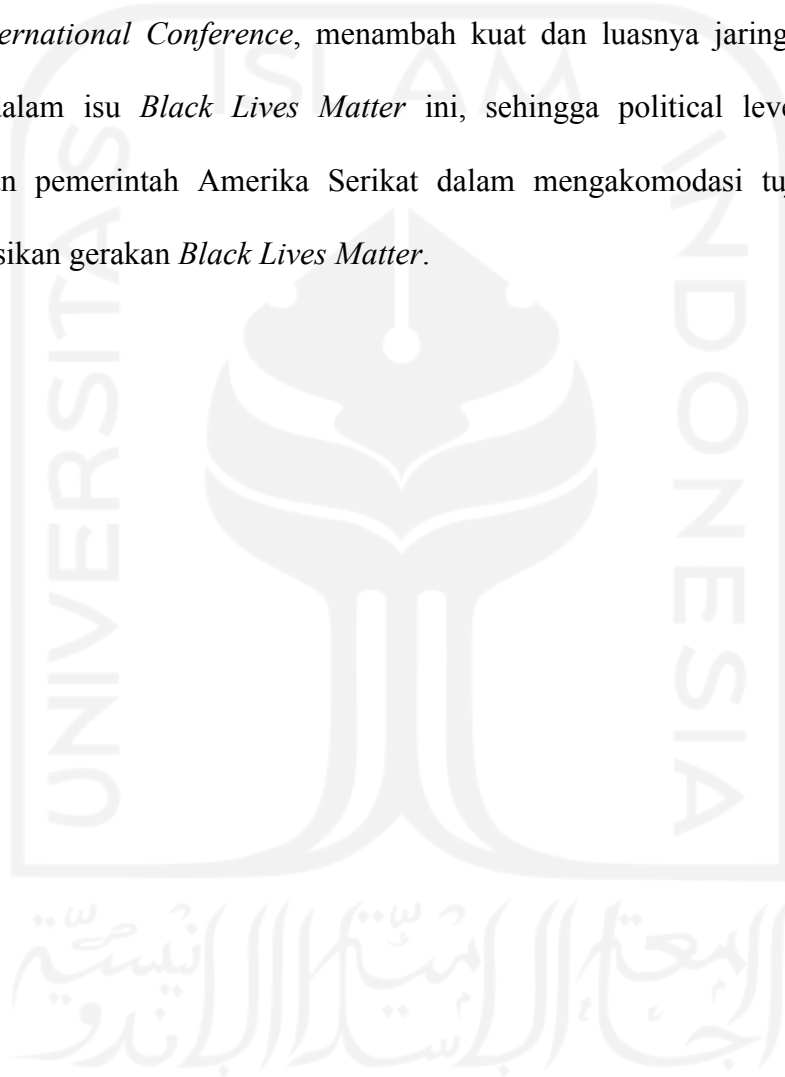 ernational Conference, menambah kuat dan luasnya jaring
alam isu Black Lives Matter ini, sehingga political leve
n pemerintah Amerika Serikat dalam mengakomodasi tuj
sikan gerakan Black Lives Matter.
ISLAM
UNIVERSITAS
INDONESIA